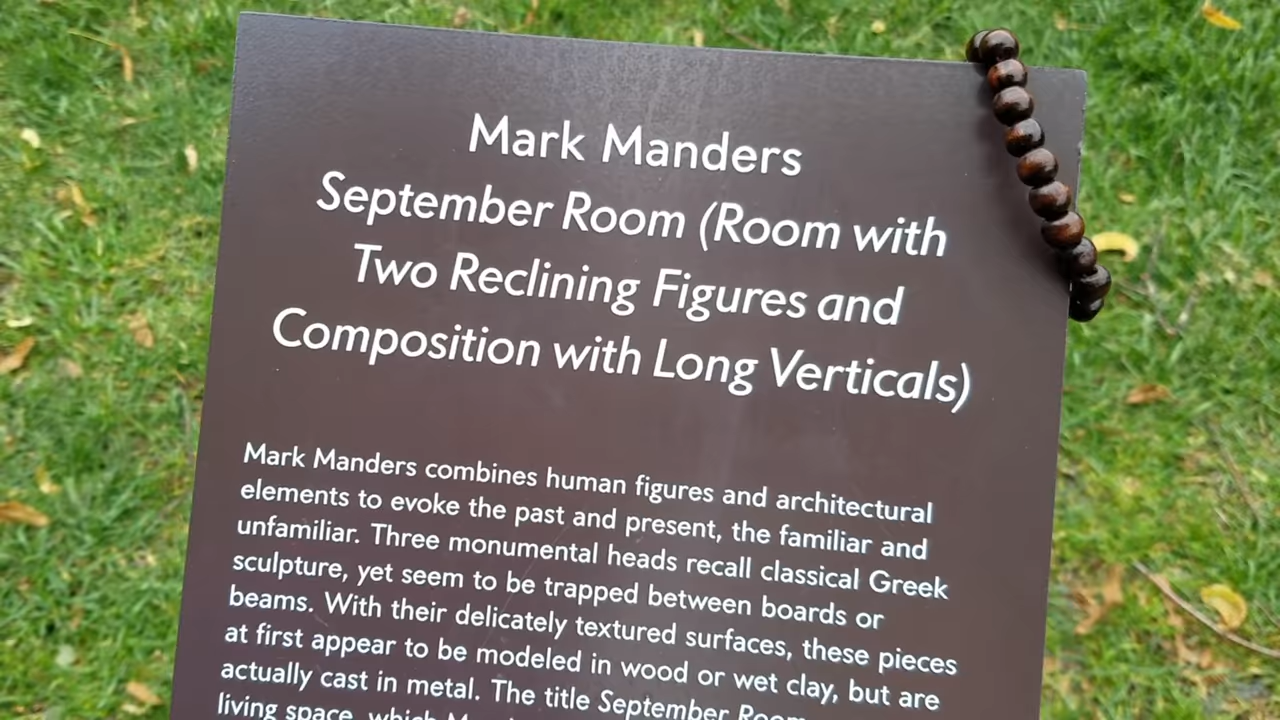 Mark Manders
September Room (Room with
Two Reclining Figures and
Composition with Long Verticals)
Mark Manders combines human figures and architectural
elements to evoke the past and present, the familiar and
unfamiliar. Three monumental heads recall classical Greek
sculpture, yet seem to be trapped between boards or
beams. With their delicately textured surfaces, these pieces
at first appear to be modeled in wood or wet clay, but are
actually cast in metal. The title September Room
living space, which